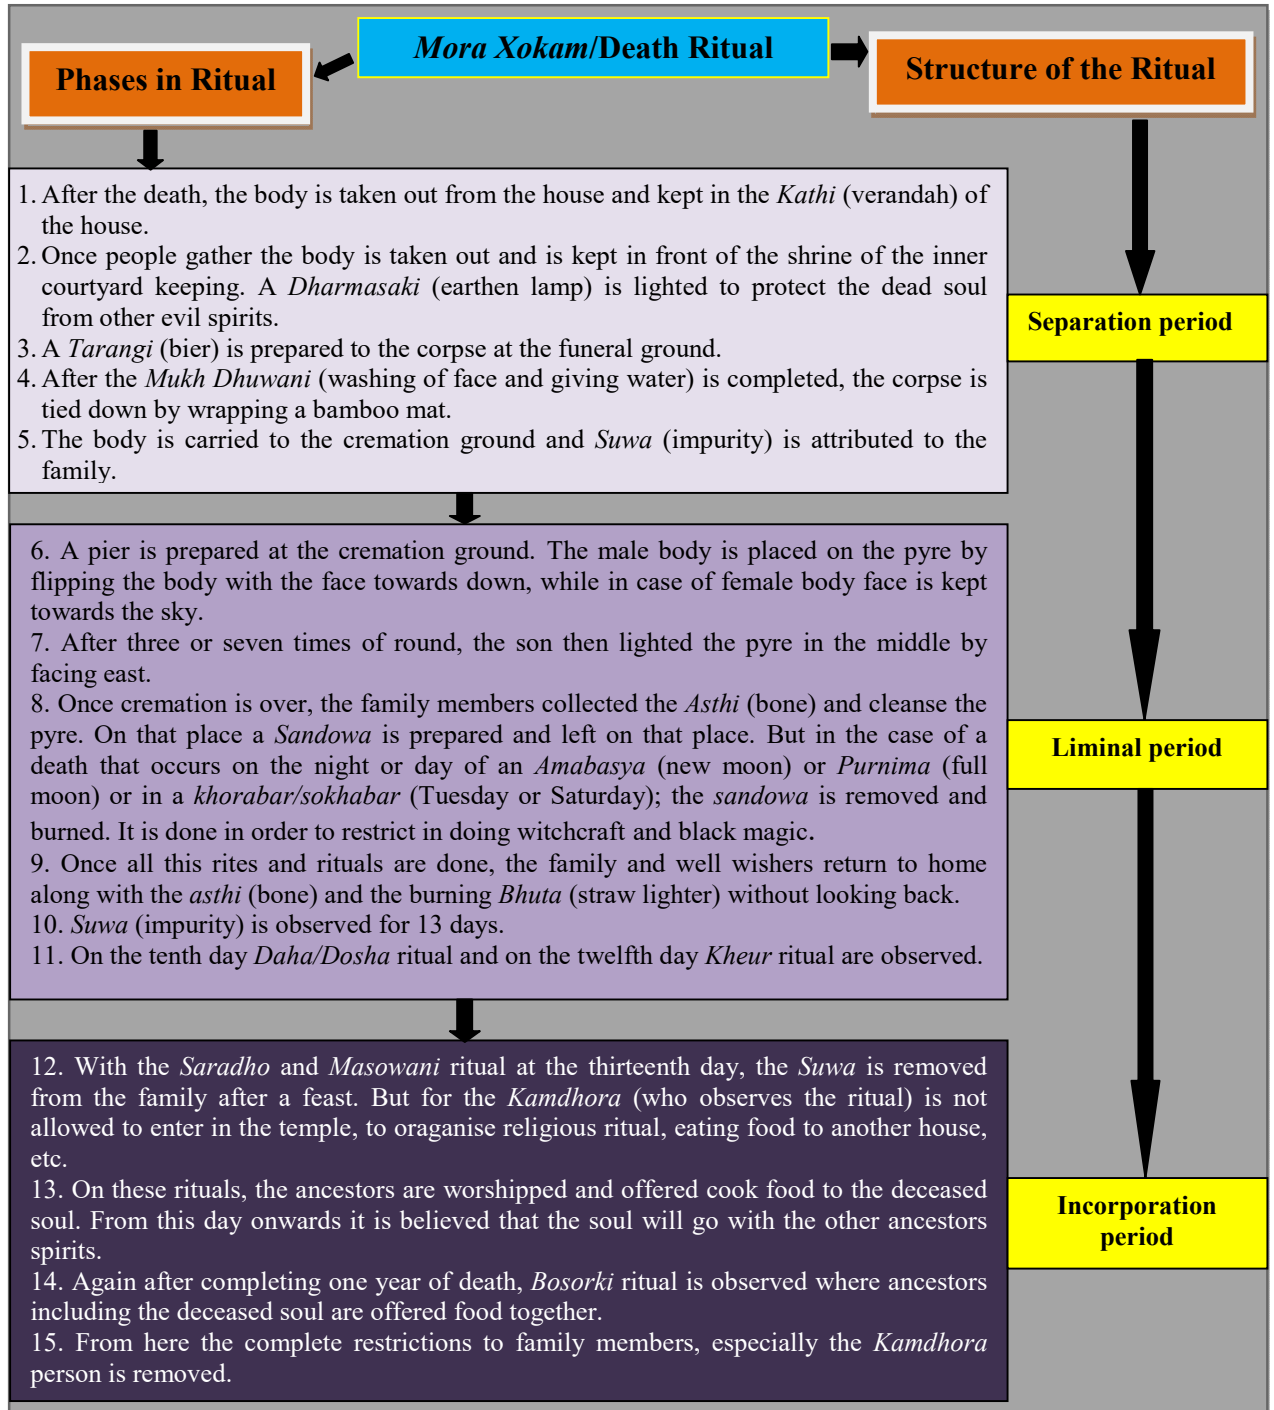 Mora Xokam/Death Ritual
Phases in Ritual
Structure of the Ritual
1. After the death, the body is taken out from the house and kept in the Kathi (verandah) of
the house.
2. Once people gather the body is taken out and is kept in front of the shrine of the inner
courtyard keeping. A Dharmasaki (earthen lamp) is lighted to protect the dead soul
from other evil spirits.
3. A Tarangi (bier) is prepared to the corpse at the funeral ground.
4. After the Mukh Dhuwani (washing of face and giving water) is completed, the corpse is
tied down by wrapping a bamboo mat.
5. The body is carried to the cremation ground and Suwa (impurity) is attributed to the
family.
Separation period
6. A pier is prepared at the cremation ground. The male body is placed on the pyre by
flipping the body with the face towards down, while in case of female body face is kept
towards the sky.
7. After three or seven times of round, the son then lighted the pyre in the middle by
facing east.
8. Once cremation is over, the family members collected the Asthi (bone) and cleanse the
pyre. On that place a Sandowa is prepared and left on that place. But in the case of a
death that occurs on the night or day of an Amabasya (new moon) or Purnima (full
moon) or in a khorabar/sokhabar (Tuesday or Saturday); the sandowa is removed and
burned. It is done in order to restrict in doing witchcraft and black magic.
9. Once all this rites and rituals are done, the family and well wishers return to home
along with the asthi (bone) and the burning Bhuta (straw lighter) without looking back.
10. Suwa (impurity) is observed for 13 days.
11. On the tenth day Daha/Dosha ritual and on the twelfth day Kheur ritual are observed.
Liminal period
12. With the Saradho and Masowani ritual at the thirteenth day, the Suwa is removed
from the family after a feast. But for the Kamdhora (who observes the ritual) is not
allowed to enter in the temple, to oraganise religious ritual, eating food to another house,
etc.
13. On these rituals, the ancestors are worshipped and offered cook food to the deceased
soul. From this day onwards it is believed that the soul will go with the other ancestors
spirits.
14. Again after completing one year of death, Bosorki ritual is observed where ancestors
including the deceased soul are offered food together.
15. From here the complete restrictions to family members, especially the Kamdhora
person is removed.
Incorporation
period